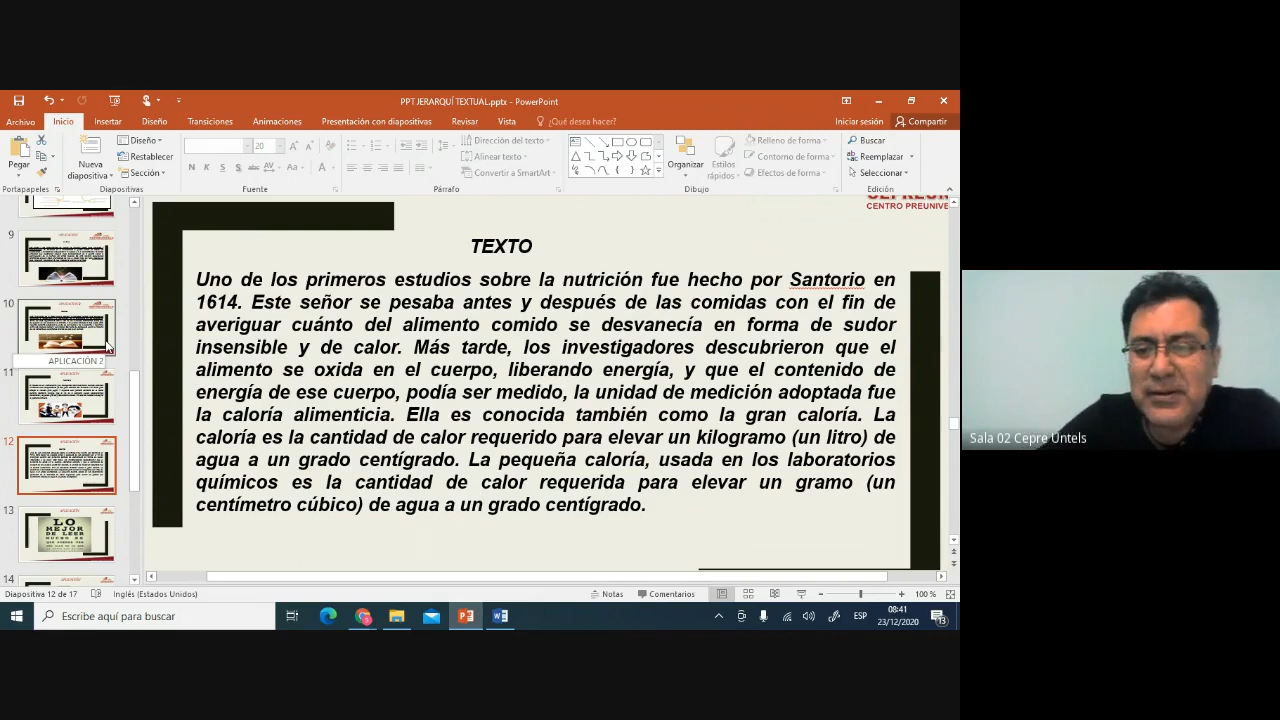 PPT JERARQUÍ TEXTUAL.pptx - PowerPoint
Archivo Inicio Insertar Diseño Transiciones Animaciones Presentación con diapositivas Revisar Vista ¿Qué desea hacer? Iniciar sesión Compartir
Pegar
Nueva diapositiva
Diseño
Restablecer
Sección
20
N K S S abc AV Aa A
Dirección del texto
Alinear texto
Convertir a SmartArt
Organizar
Estilos rápidos
Relleno de forma
Contorno de forma
Efectos de forma
Buscar
Reemplazar
Seleccionar
Portapapeles Diapositivas Fuente Párrafo Dibujo Edición
9
10
APLICACIÓN 2
11
12
13
LO
MEJOR
DE LEER
14
CENTRO PREUNIVE
TEXTO
Uno de los primeros estudios sobre la nutrición fue hecho por Santorio en
1614. Este señor se pesaba antes y después de las comidas con el fin de
averiguar cuánto del alimento comido se desvanecía en forma de sudor
insensible y de calor. Más tarde, los investigadores descubrieron que el
alimento se oxida en el cuerpo, liberando energía, y que el contenido de
energía de ese cuerpo, podía ser medido, la unidad de medición adoptada fue
la caloría alimenticia. Ella es conocida también como la gran caloría. La
caloría es la cantidad de calor requerido para elevar un kilogramo (un litro) de
agua a un grado centígrado. La pequeña caloría, usada en los laboratorios
químicos es la cantidad de calor requerida para elevar un gramo (un
centímetro cúbico) de agua a un grado centígrado.
Sala 02 Cepre Untels
Diapositiva 12 de 17 Inglés (Estados Unidos) Notas Comentarios 100 %
Escribe aquí para buscar
ESP
08:41
23/12/2020
13